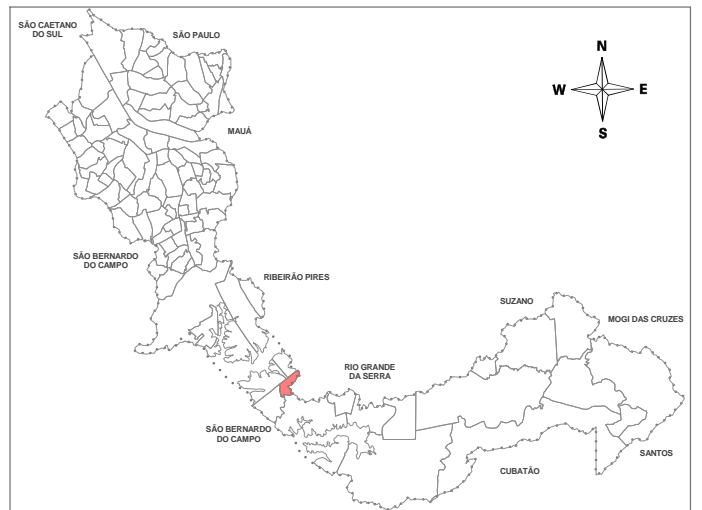 SÃO CAETANO
DO SUL
SÃO PAULO
N
W
E
S
MAUÁ
SÃO BERNARDO
DO CAMPO
RIBEIRÃO PIRES
SUZANO
MOGI DAS CRUZES
RIO GRANDE
DA SERRA
SÃO BERNARDO
DO CAMPO
SANTOS
CUBATÃO